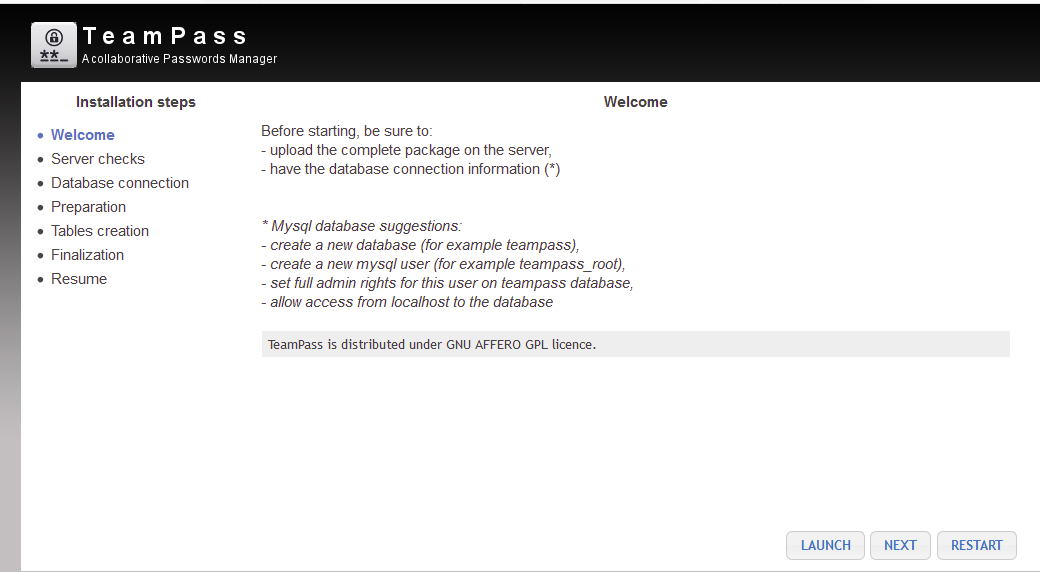 TeamPass
A collaborative Passwords Manager
Installation steps
• Welcome
• Server checks
• Database connection
• Preparation
• Tables creation
• Finalization
• Resume
Welcome
Before starting, be sure to:
- upload the complete package on the server,
- have the database connection information (*)
* Mysql database suggestions:
- create a new database (for example teampass),
- create a new mysql user (for example teampass_root),
- set full admin rights for this user on teampass database,
- allow access from localhost to the database
TeamPass is distributed under GNU AFFERO GPL licence.
LAUNCH NEXT RESTART